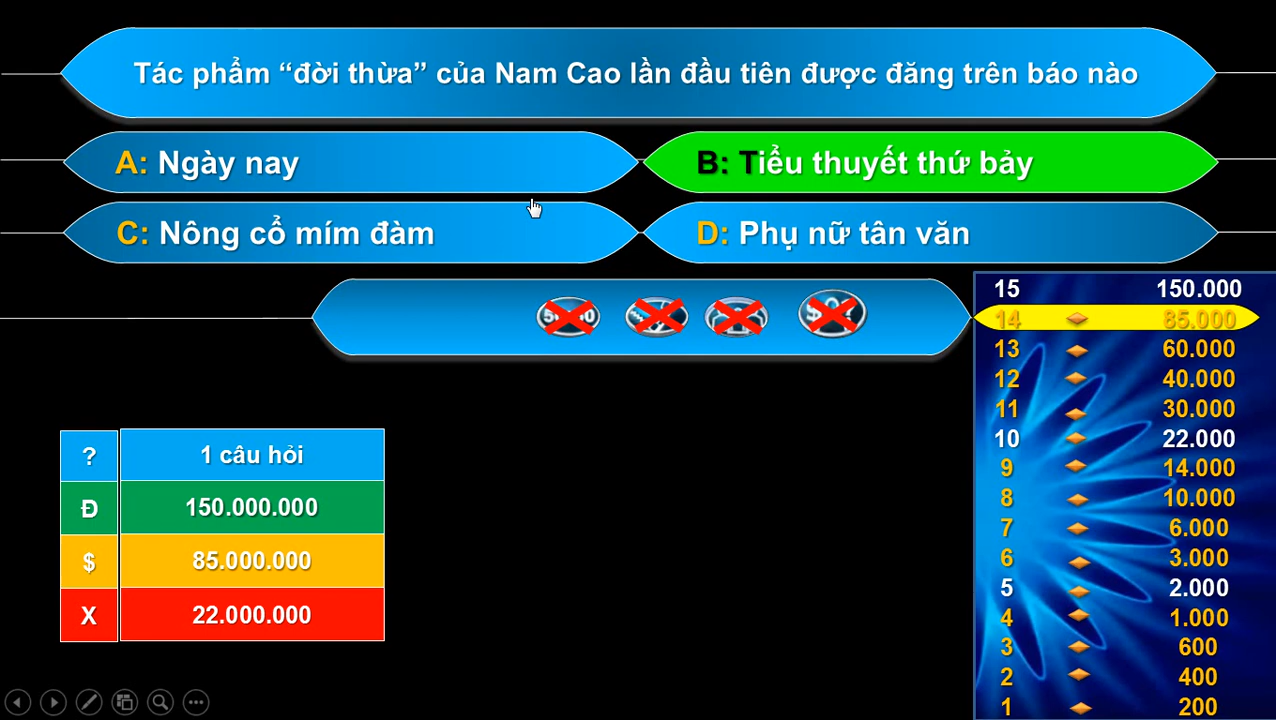 Tác phẩm “đời thừa” của Nam Cao lần đầu tiên được đăng trên báo nào
A: Ngày nay
B: Tiểu thuyết thứ bảy
C: Nông cổ mím đàm
D: Phụ nữ tân văn
15 150.000
14 85.000
13 60.000
12 40.000
11 30.000
10 22.000
9 14.000
8 10.000
7 6.000
6 3.000
5 2.000
4 1.000
3 600
2 400
1 200
? 1 câu hỏi
Đ 150.000.000
$ 85.000.000
X 22.000.000